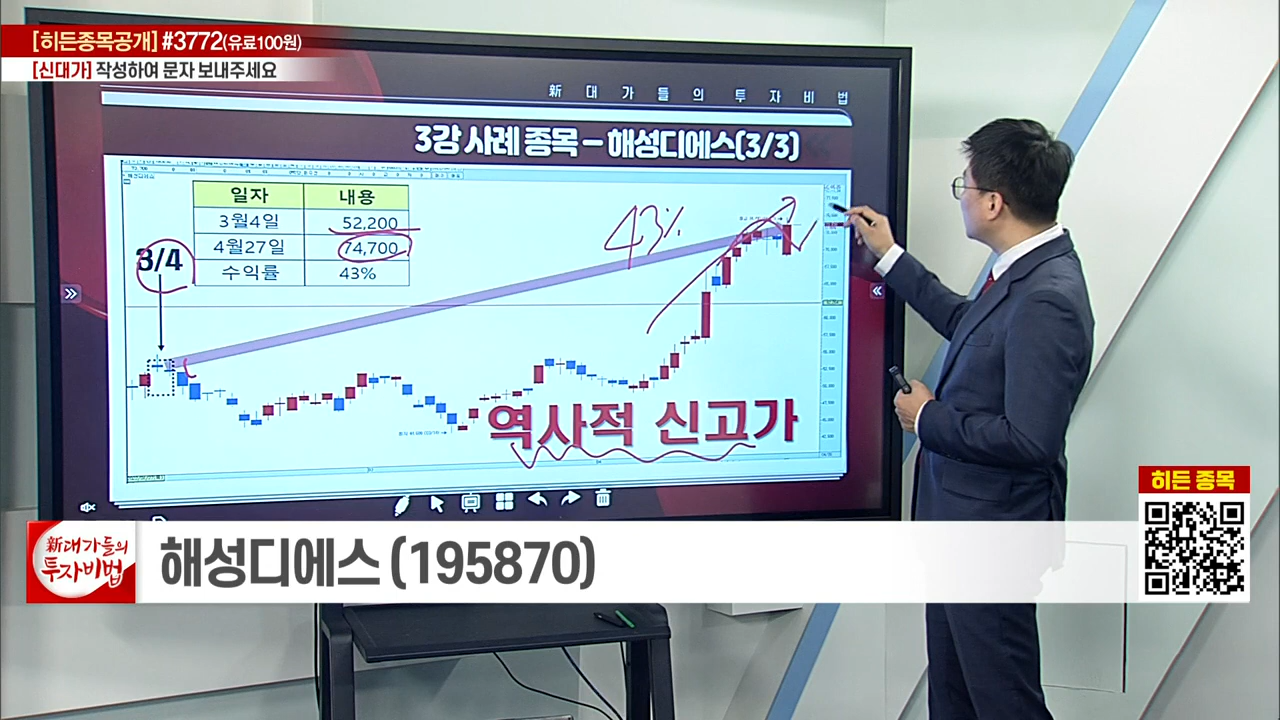 [히든종목공개] #3772(유료100원)
[신대가] 작성하여 문자 보내주세요
新 대 가 들 의 투 자 비 법
3강 사례 종목 – 해성디에스(3/3)
일자 내용
3월4일 52,200
4월27일 74,700
수익률 43%
3/4
43%
역사적 신고가
히든 종목
新대가들의
투자비법
해성디에스 (195870)